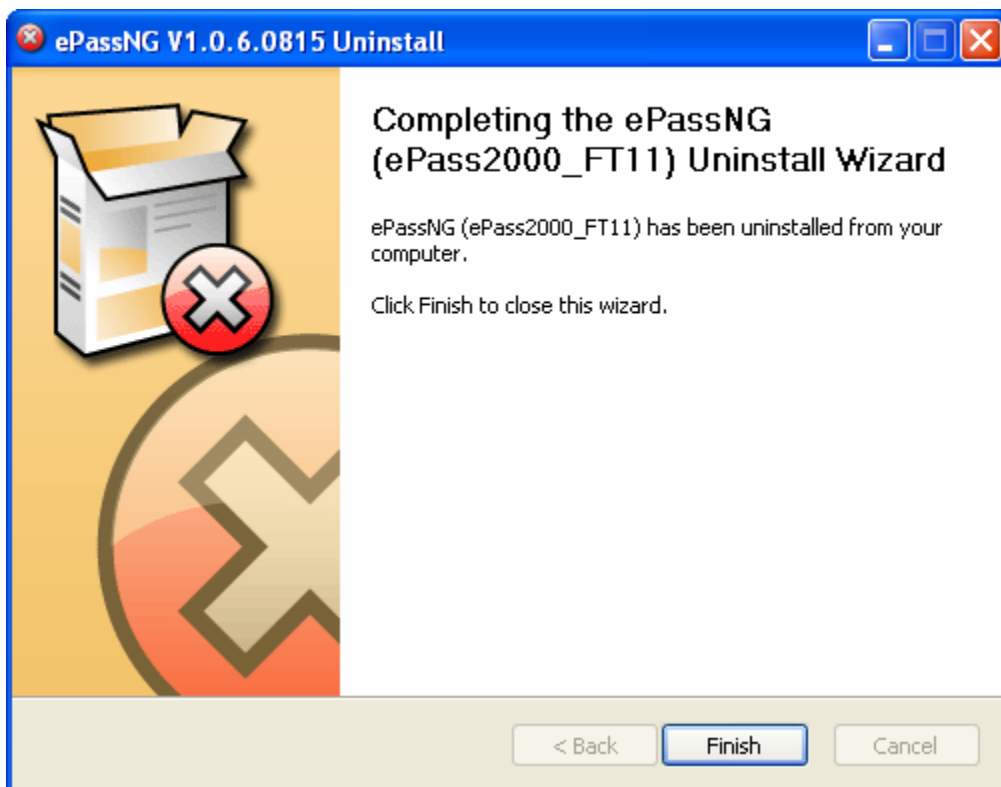 ePassNG V1.0.6.0815 Uninstall
Completing the ePassNG
(ePass2000_FT11) Uninstall Wizard
ePassNG (ePass2000_FT11) has been uninstalled from your
computer.
Click Finish to close this wizard.
< Back
Finish
Cancel